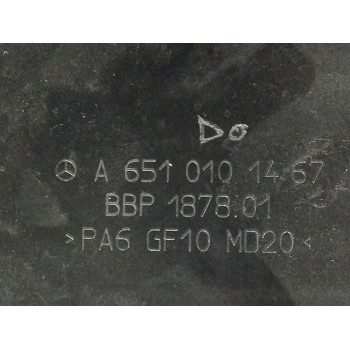 Do
A 651 010 14 67
BBP 1878.01
>PA6 GF10 MD20<